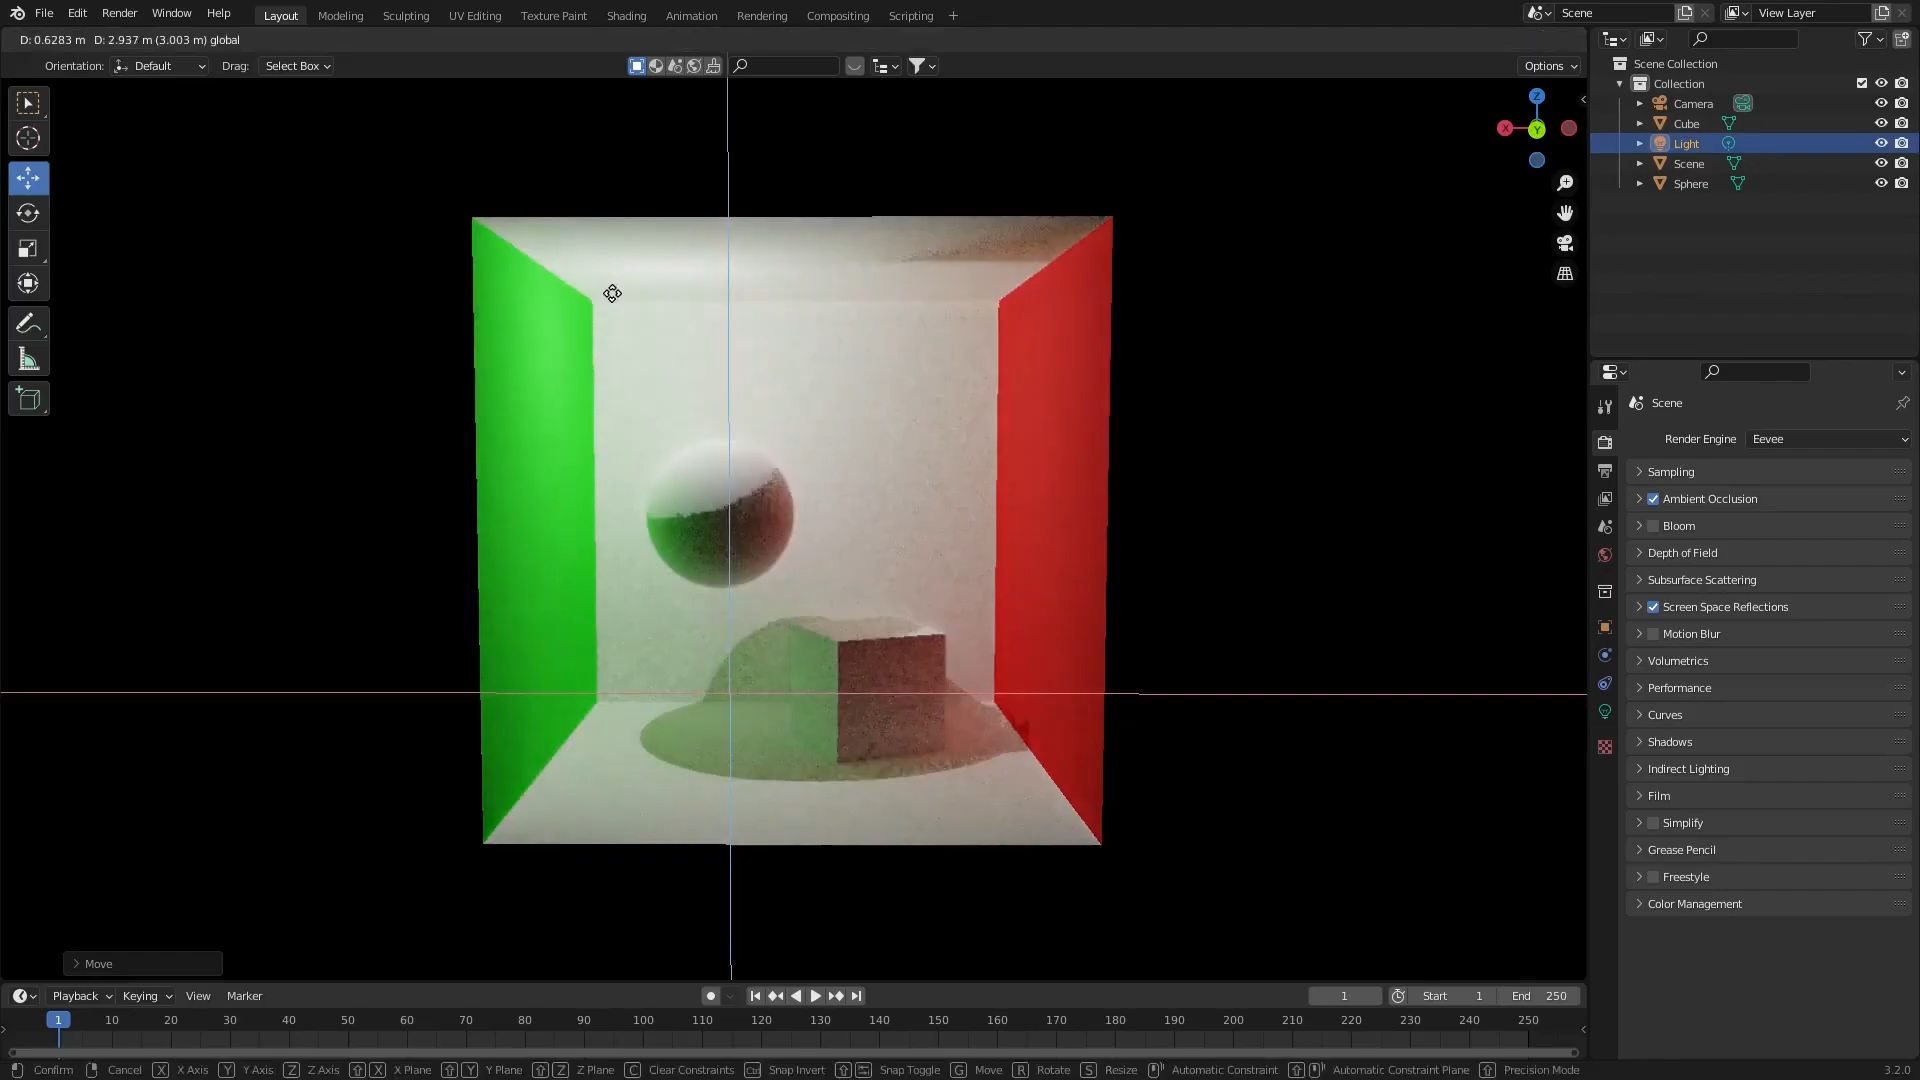 File Edit Render Window Help Layout Modeling Sculpting UV Editing Texture Paint Shading Animation Rendering Compositing Scripting + Scene View Layer
D: 0.6283 m D: 2.937 m (3.003 m) global
Orientation: Default Drag: Select Box Options
Scene Collection
Collection
Camera
Cube
Light
Scene
Sphere
Z
X
Y
Scene
Render Engine Eevee
Sampling
Ambient Occlusion
Bloom
Depth of Field
Subsurface Scattering
Screen Space Reflections
Motion Blur
Volumetrics
Performance
Curves
Shadows
Indirect Lighting
Film
Simplify
Grease Pencil
Freestyle
Color Management
Move
Playback Keying View Marker 1 Start 1 End 250
1 10 20 30 40 50 60 70 80 90 100 110 120 130 140 150 160 170 180 190 200 210 220 230 240 250
Confirm Cancel X X Axis Y Y Axis Z Z Axis X X Plane Y Y Plane Z Z Plane C Clear Constraints Ctrl Snap Invert Snap Toggle G Move R Rotate S Resize Automatic Constraint Automatic Constraint Plane Precision Mode 3.2.0